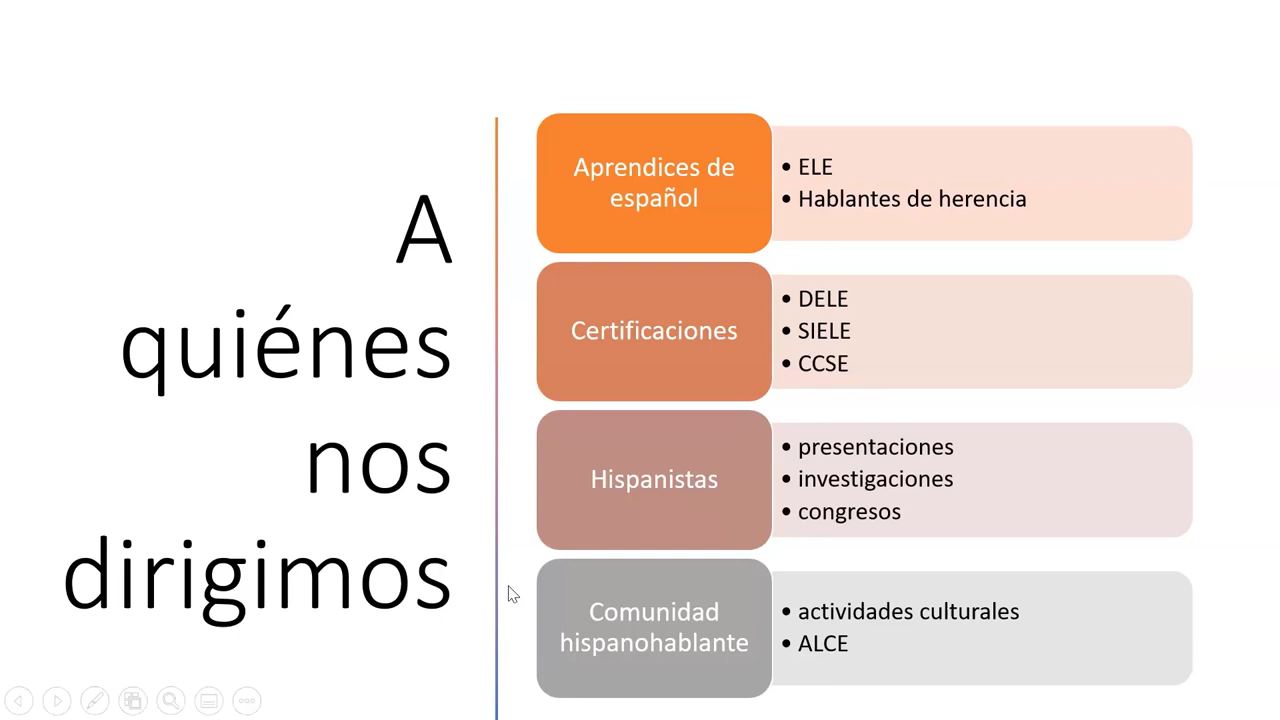 A
quiénes
nos
dirigimos
Aprendices de
español
• ELE
• Hablantes de herencia
Certificaciones
• DELE
• SIELE
• CCSE
Hispanistas
• presentaciones
• investigaciones
• congresos
Comunidad
hispanohablante
• actividades culturales
• ALCE